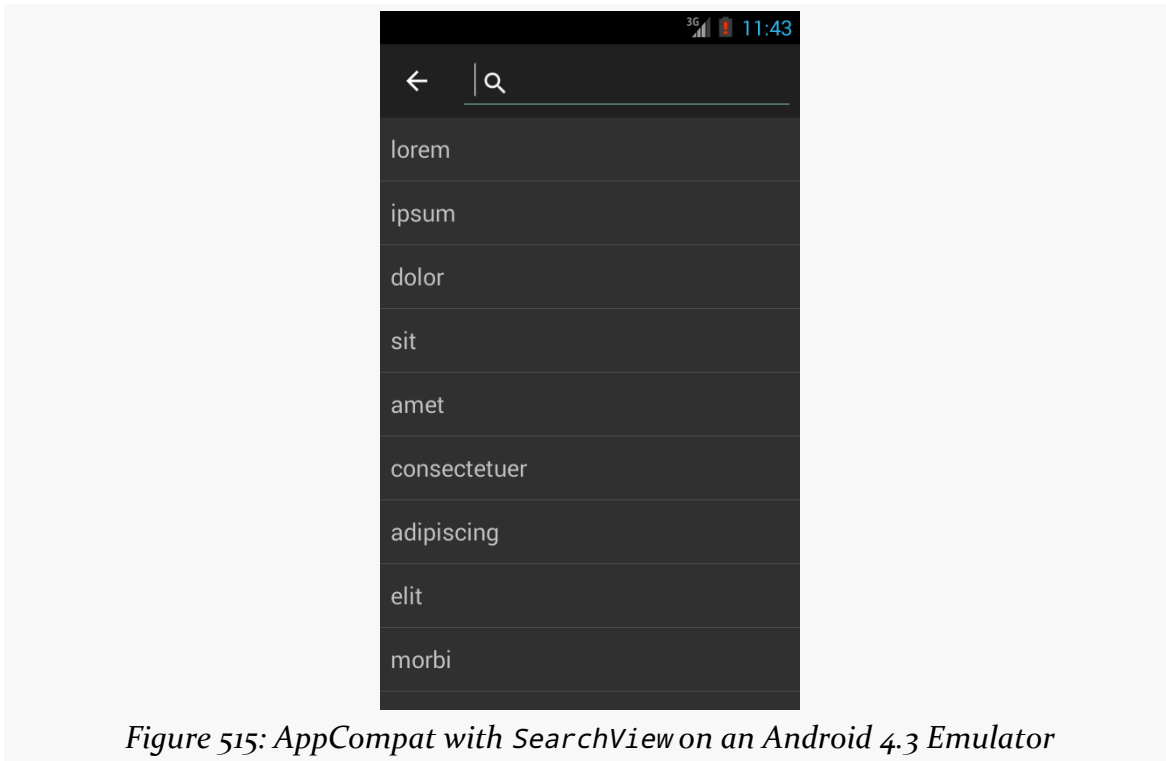 3G 11:43
lorem
ipsum
dolor
sit
amet
consectetuer
adipiscing
elit
morbi
Figure 515: AppCompat with SearchView on an Android 4.3 Emulator